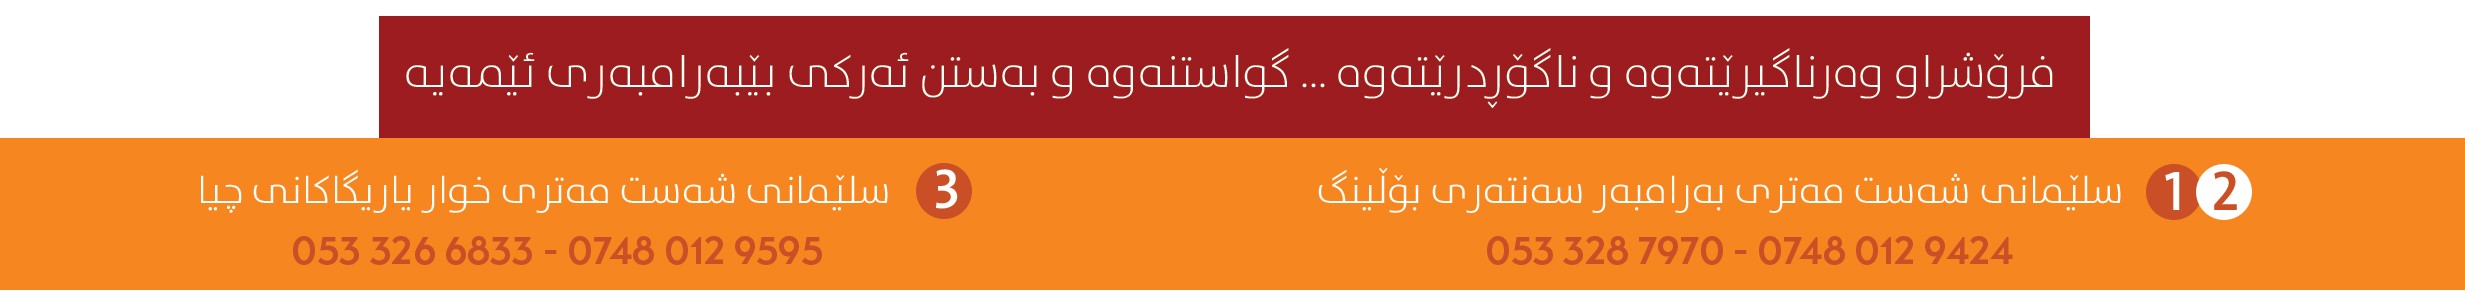 فرۆشراو وەرناگیرێتەوە و ناگۆڕدرێتەوە ... گواستنەوە و بەستن ئەرکی بێبەرامبەری ئێمەیە
1 2 سلێمانی شەست مەتری بەرامبەر سەنتەری بۆڵینگ
053 328 7970 - 0748 012 9424
3 سلێمانی شەست مەتری خوار یاریگاکانی چیا
053 326 6833 - 0748 012 9595